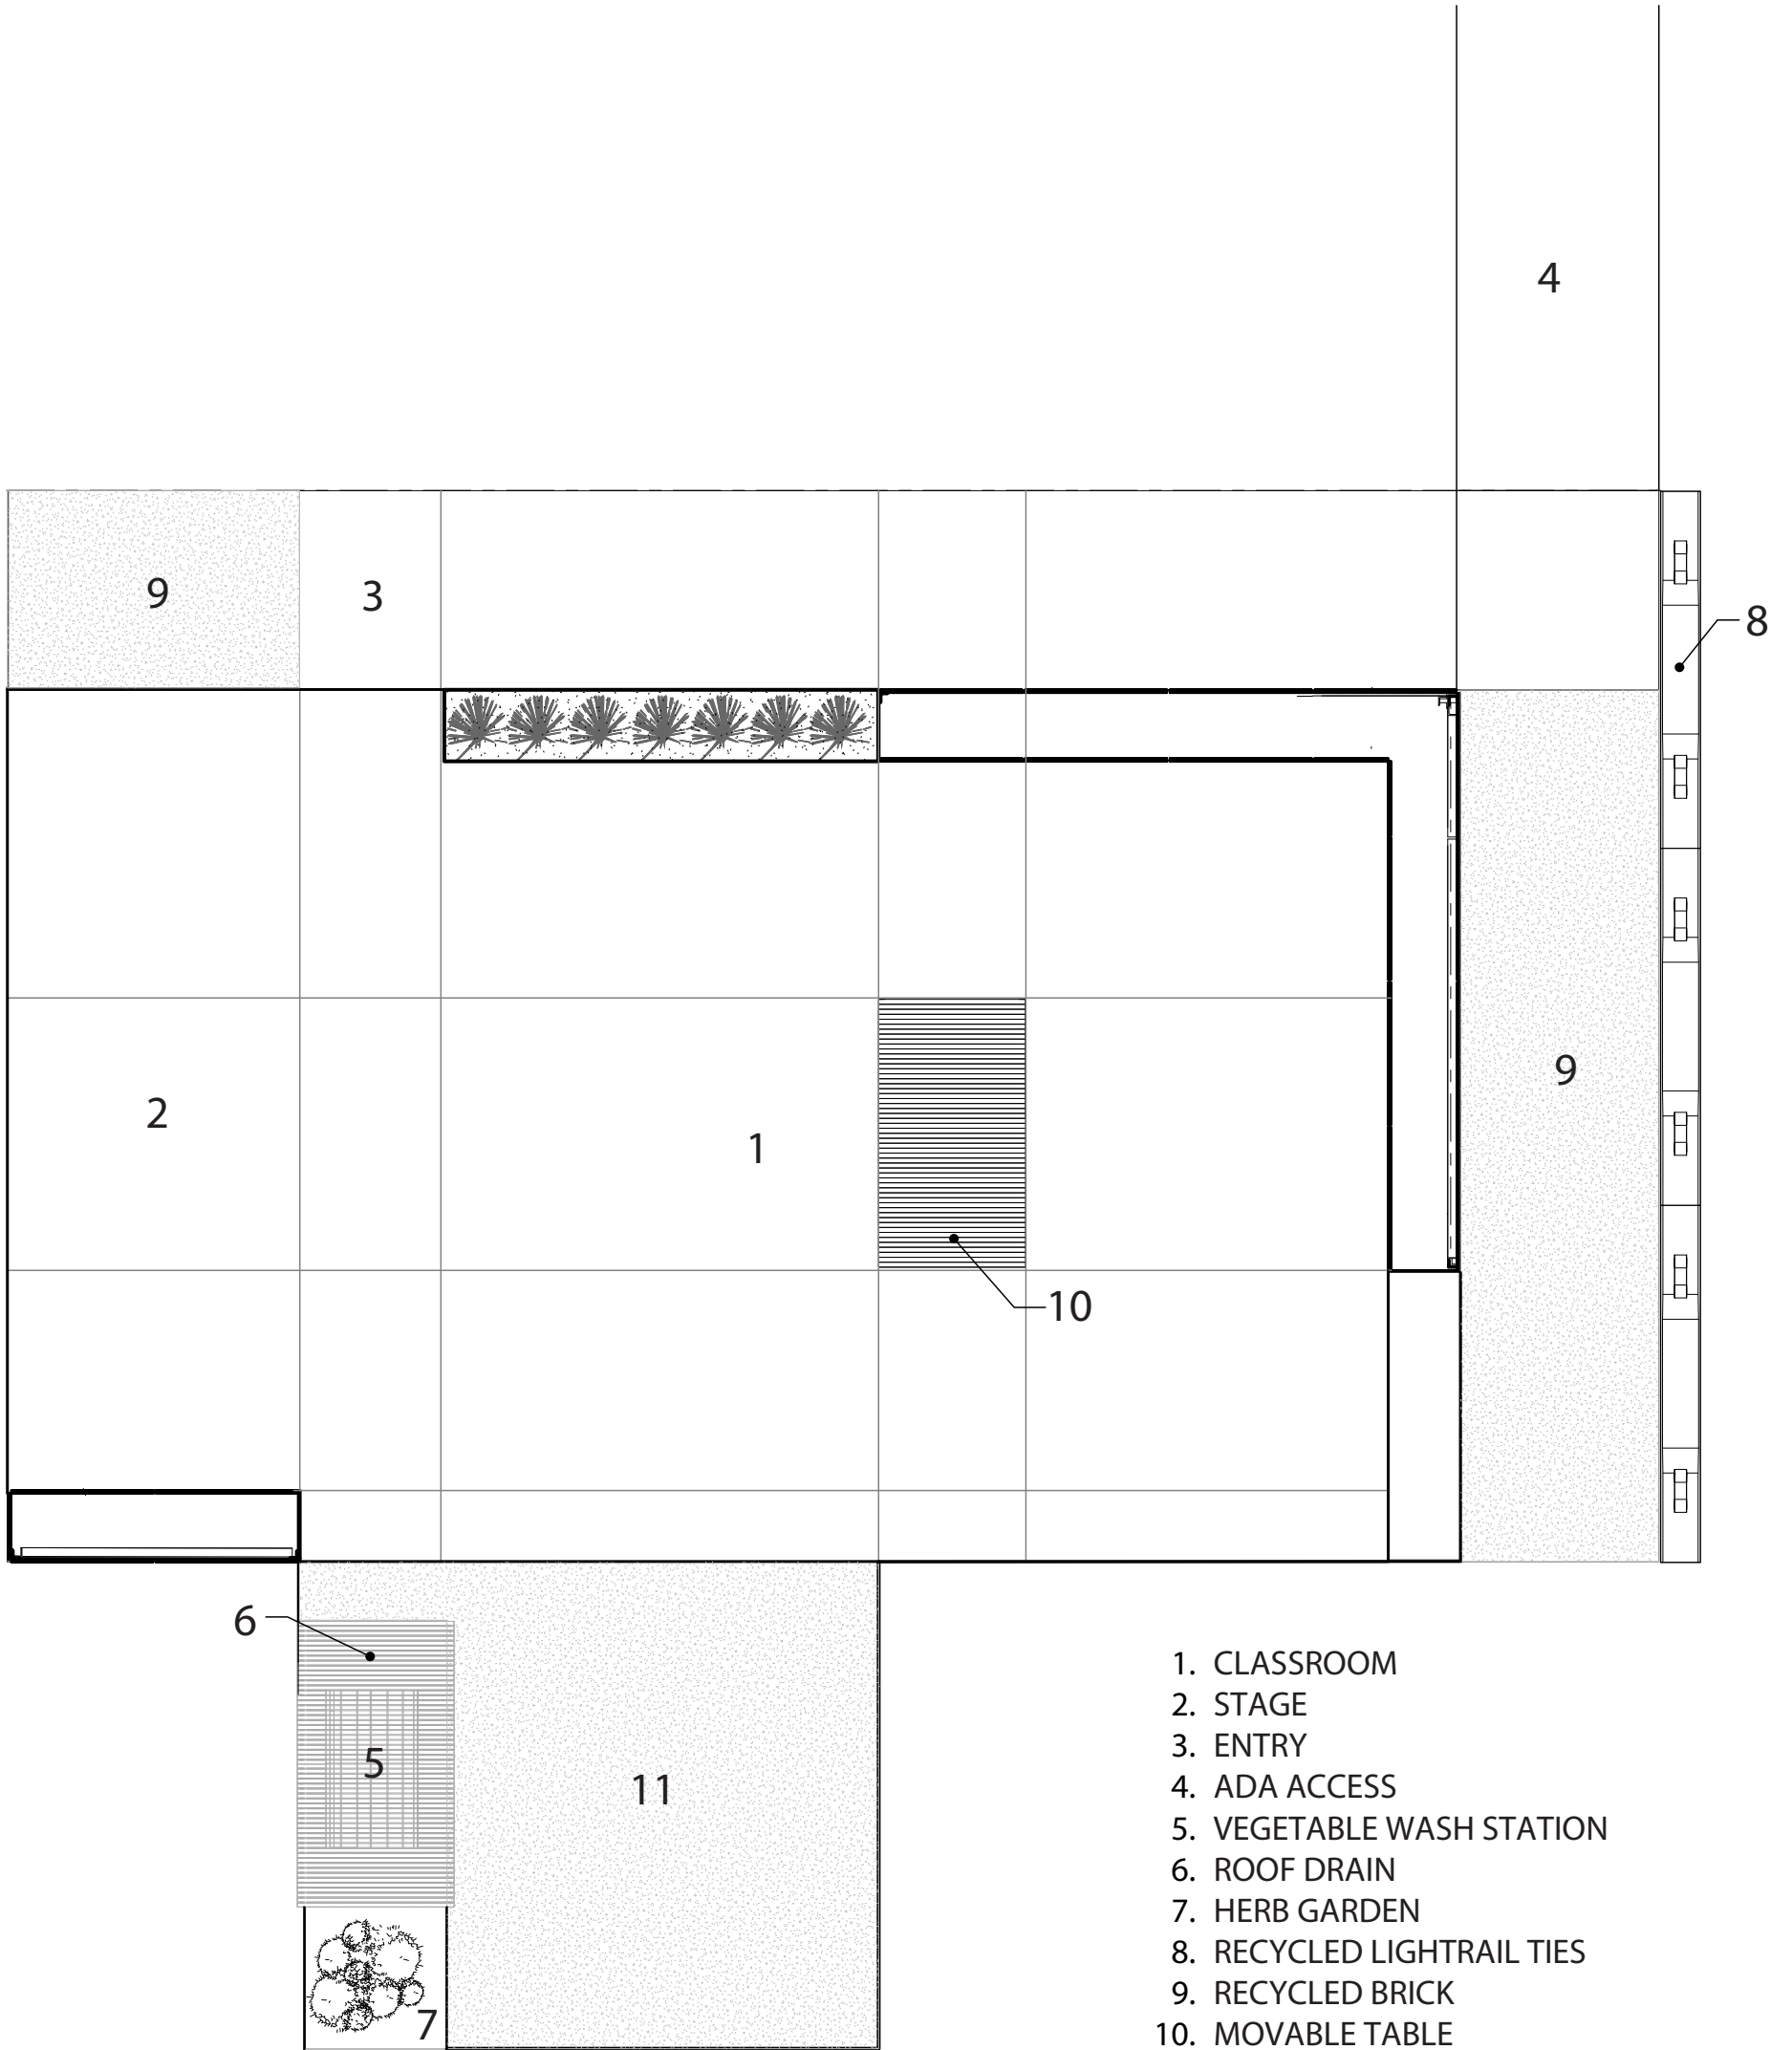 4
9
3
8
9
2
1
10
6
5
11
7
1. CLASSROOM
2. STAGE
3. ENTRY
4. ADA ACCESS
5. VEGETABLE WASH STATION
6. ROOF DRAIN
7. HERB GARDEN
8. RECYCLED LIGHTRAIL TIES
9. RECYCLED BRICK
10. MOVABLE TABLE